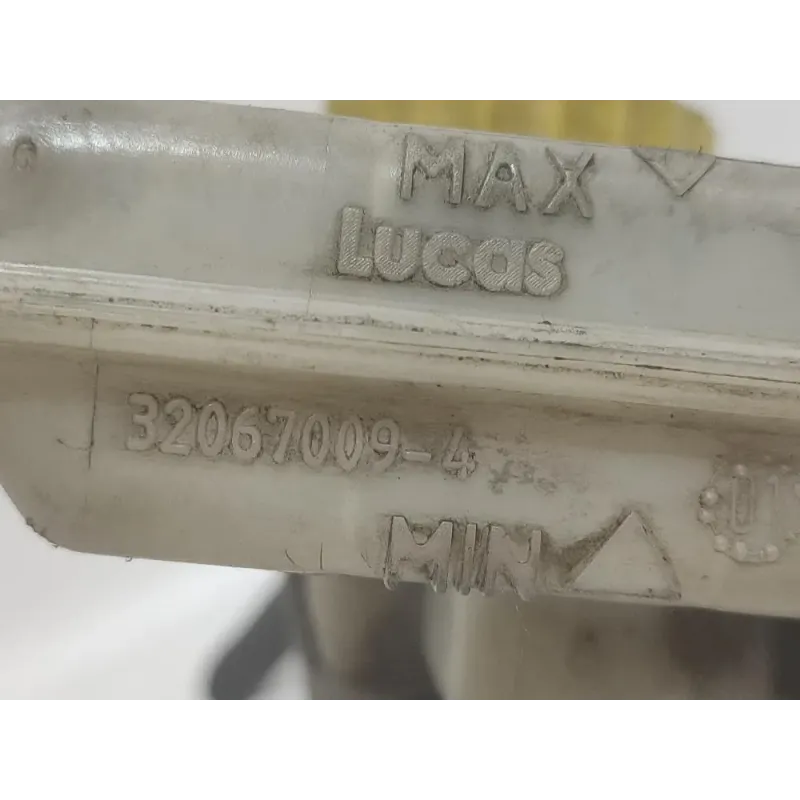 MAX
Lucas
32067009-4
MIN